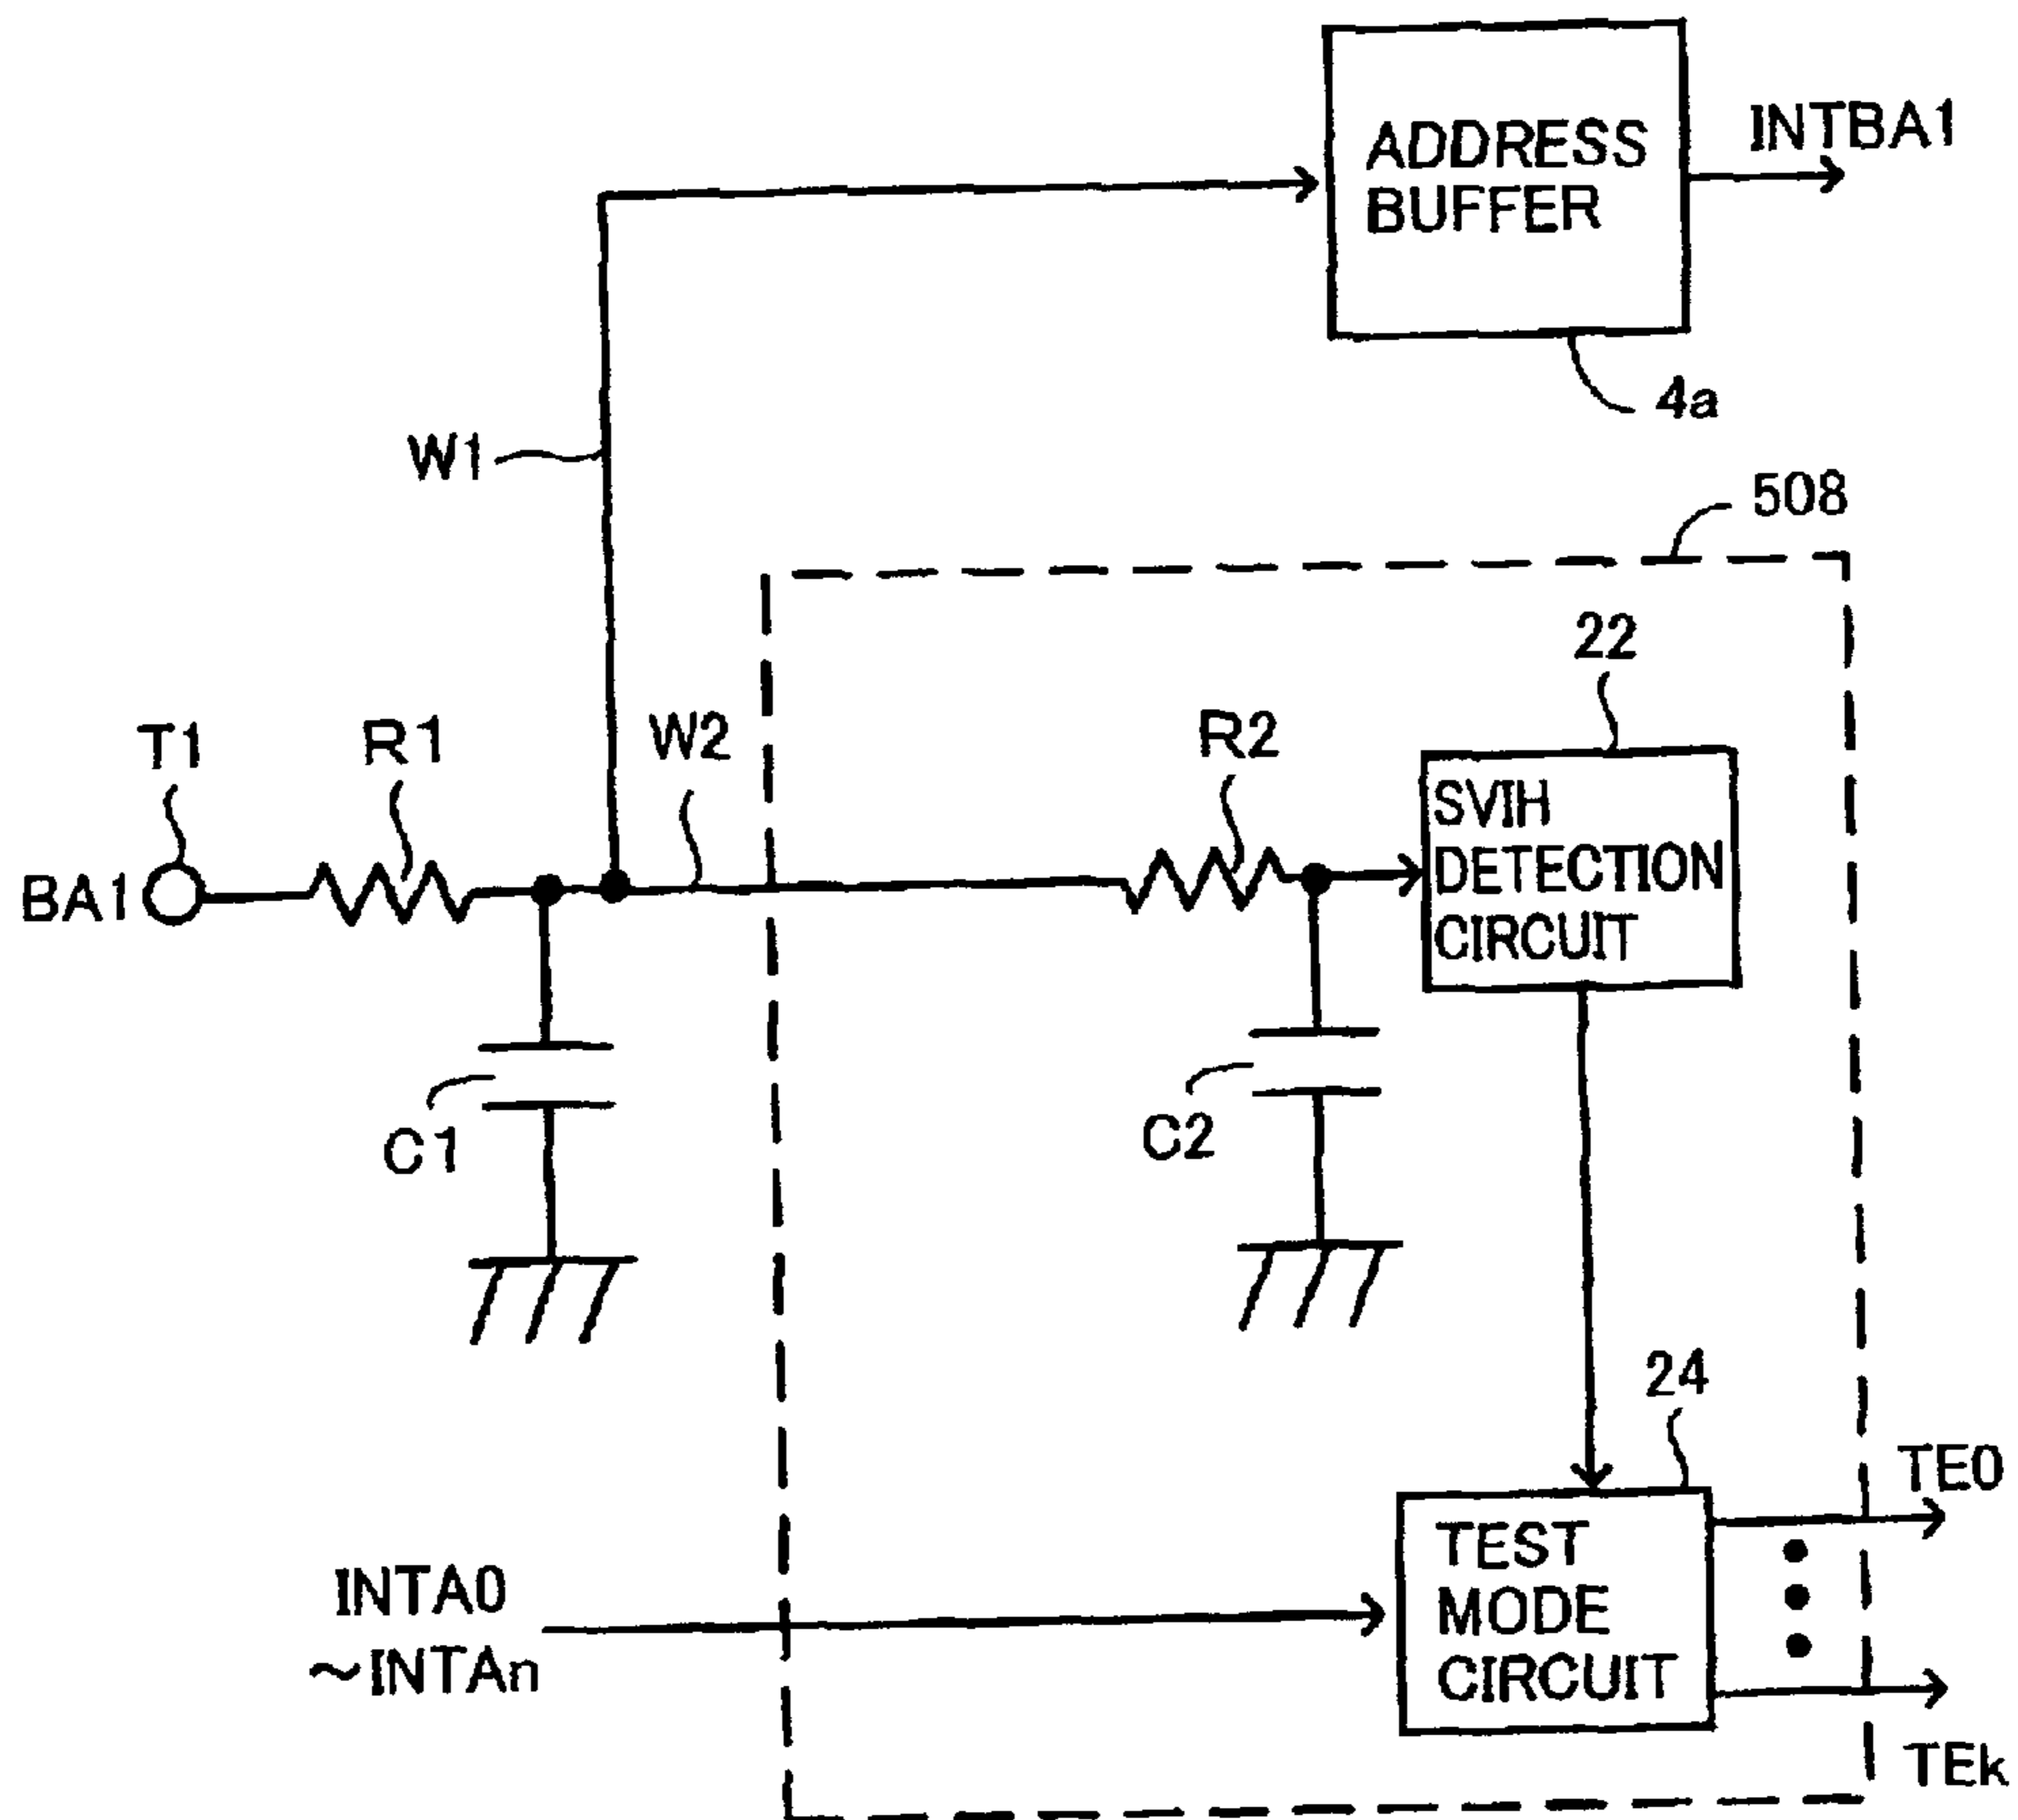 ADDRESS
BUFFER
INTBA1
4a
W1
508
22
T1
R1
W2
R2
BA1
SVIH
DETECTION
CIRCUIT
C1
C2
24
TE0
TEST
MODE
CIRCUIT
INTA0
~INTAn
TEk